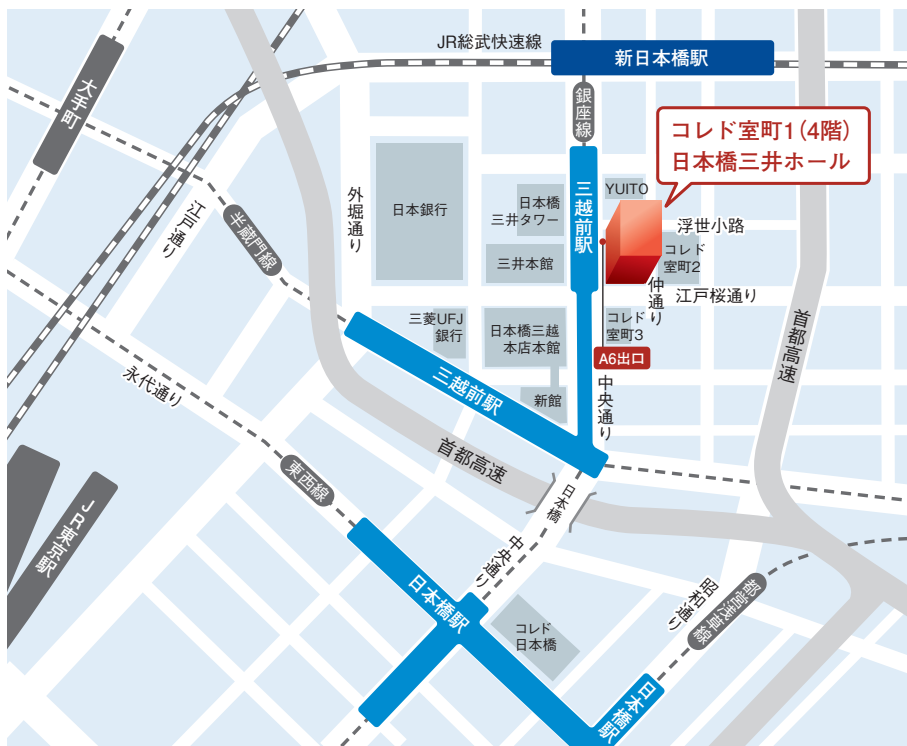 JR総武快速線
新日本橋駅
大手町
銀座線
コレド室町1(4階)
日本橋三井ホール
外堀通り
日本銀行
日本橋
三井タワー
三越前駅
YUITO
浮世小路
江戸通り
半蔵門線
三井本館
コレド
室町2
仲通り
江戸桜通り
三菱UFJ
銀行
日本橋三越
本店本館
コレド
室町3
首都高速
A6出口
三越前駅
新館
中央通り
永代通り
首都高速
東西線
日本橋
JR東京駅
中央通り
日本橋駅
コレド
日本橋
昭和通り
都営浅草線
日本橋駅